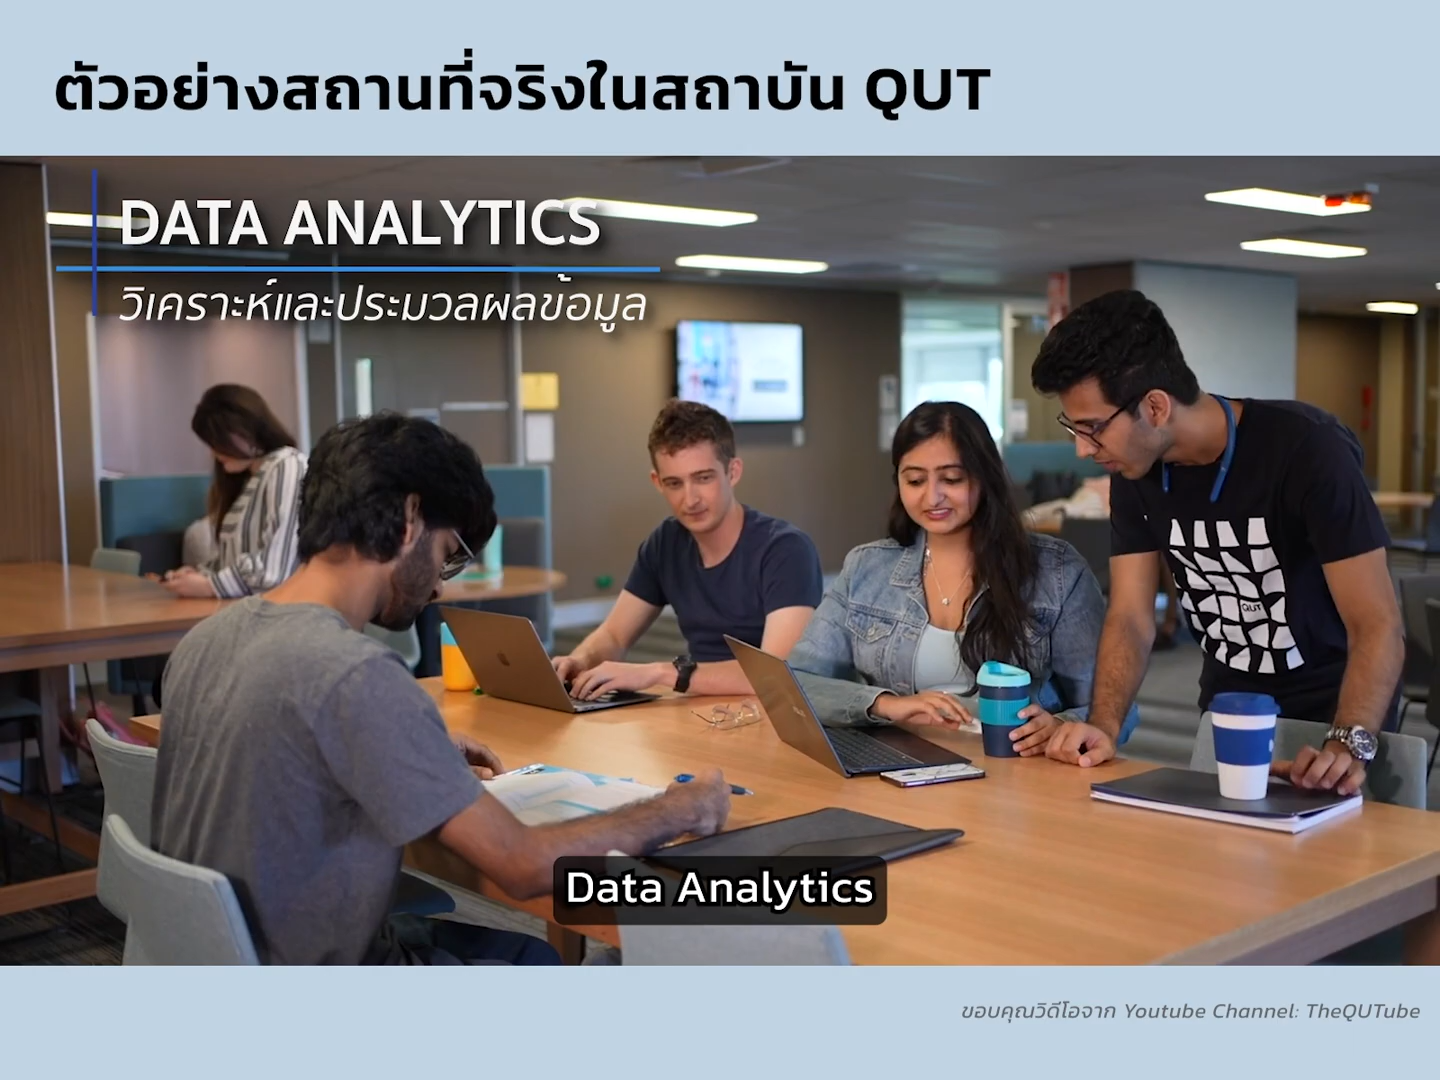 ตัวอย่างสถานที่จริงในสถาบัน QUT
DATA ANALYTICS
วิเคราะห์และประมวลผลข้อมูล
QUT
Data Analytics
ขอบคุณวิดีโอจาก Youtube Channel: TheQUTube